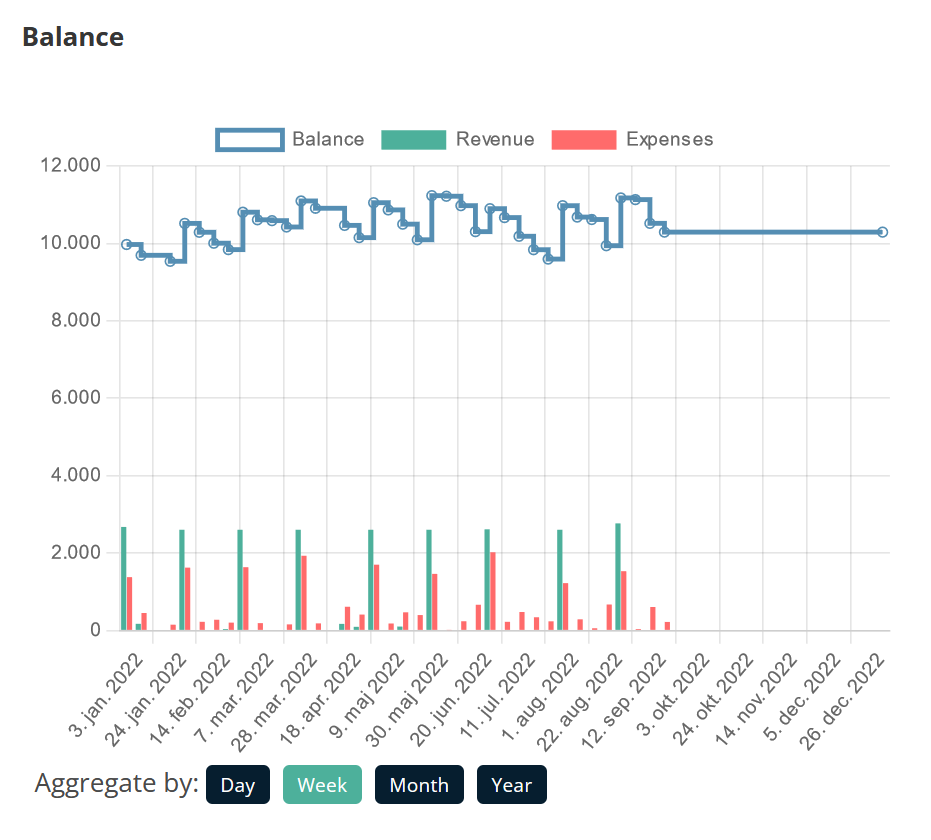 Balance
Balance Revenue Expenses
12.000
10.000
8.000
6.000
4.000
2.000
0
3. jan. 2022
24. jan. 2022
14. feb. 2022
7. mar. 2022
28. mar. 2022
18. apr. 2022
9. maj 2022
30. maj 2022
20. jun. 2022
11. jul. 2022
1. aug. 2022
22. aug. 2022
12. sep. 2022
3. okt. 2022
24. okt. 2022
14. nov. 2022
5. dec. 2022
26. dec. 2022
Aggregate by: Day Week Month Year